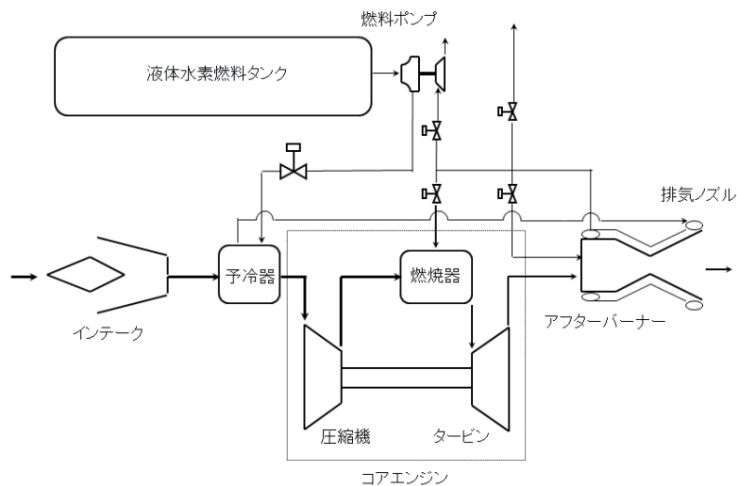 燃料ポンプ
液体水素燃料タンク
排気ノズル
予冷器
燃焼器
インテーク
アフターバーナー
圧縮機
タービン
コアエンジン